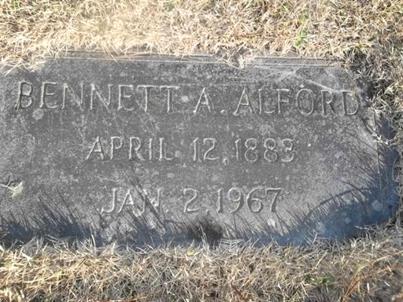 BENNETT A. ALFORD
APRIL 12, 1883
JAN 2 1967